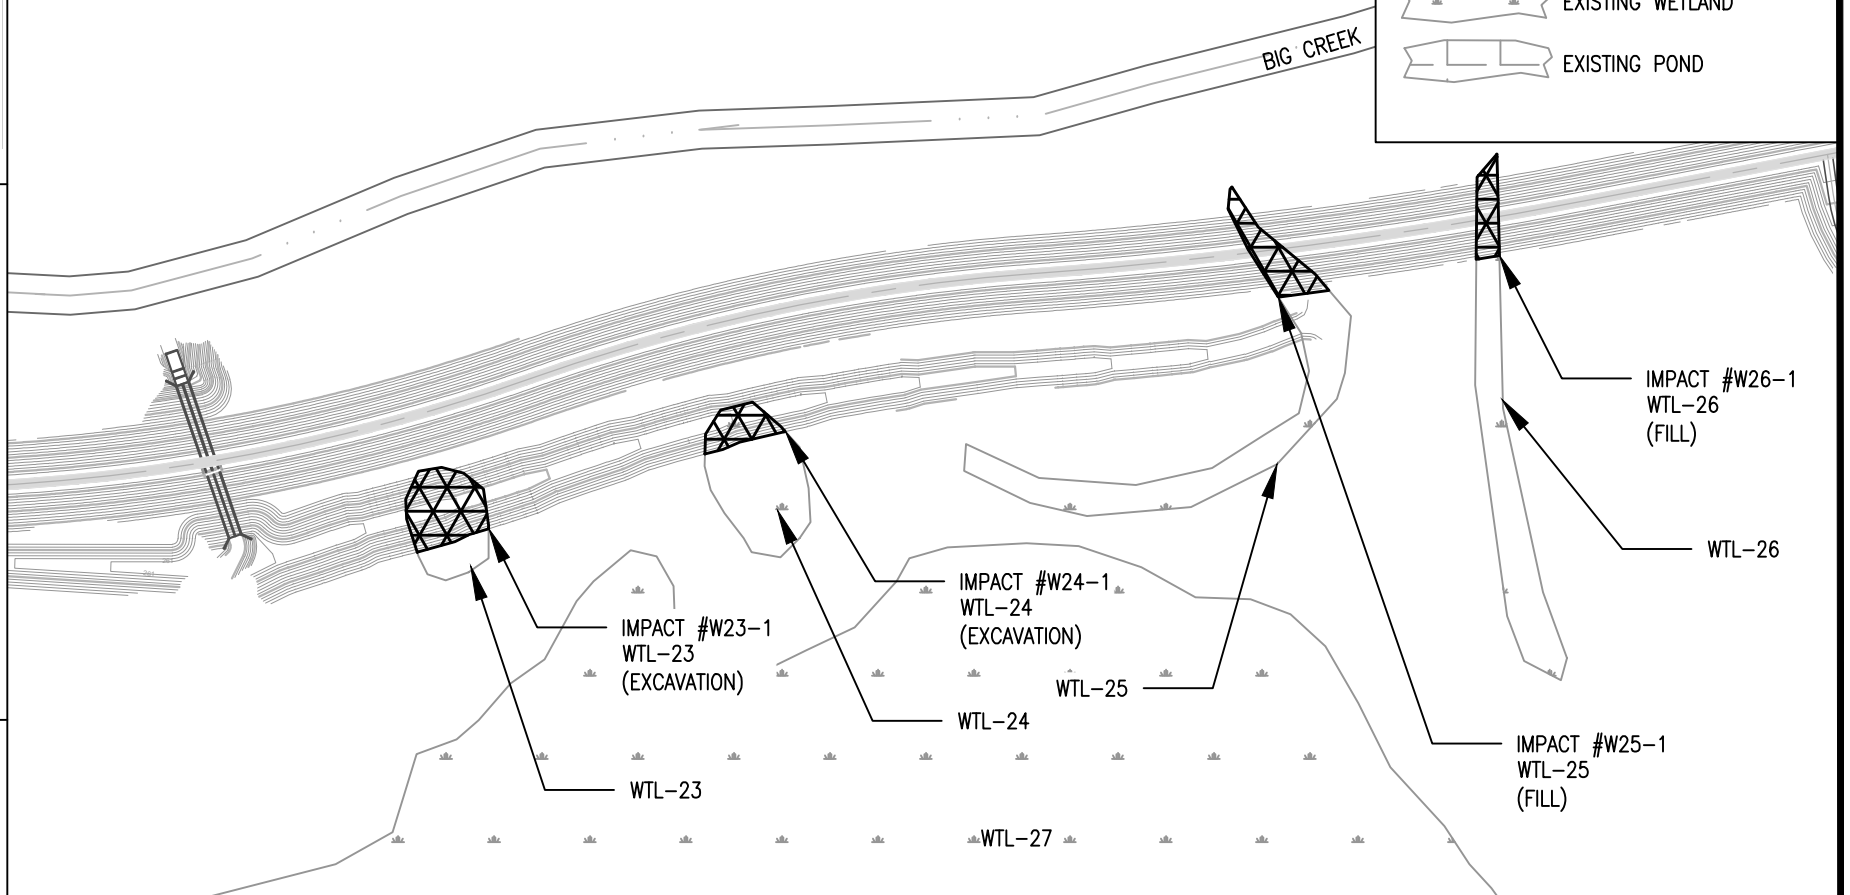 EXISTING WETLAND
EXISTING POND
BIG CREEK
IMPACT #W26-1
WTL-26
(FILL)
WTL-26
IMPACT #W24-1
WTL-24
(EXCAVATION)
IMPACT #W23-1
WTL-23
(EXCAVATION)
WTL-25
WTL-24
IMPACT #W25-1
WTL-25
(FILL)
WTL-23
WTL-27